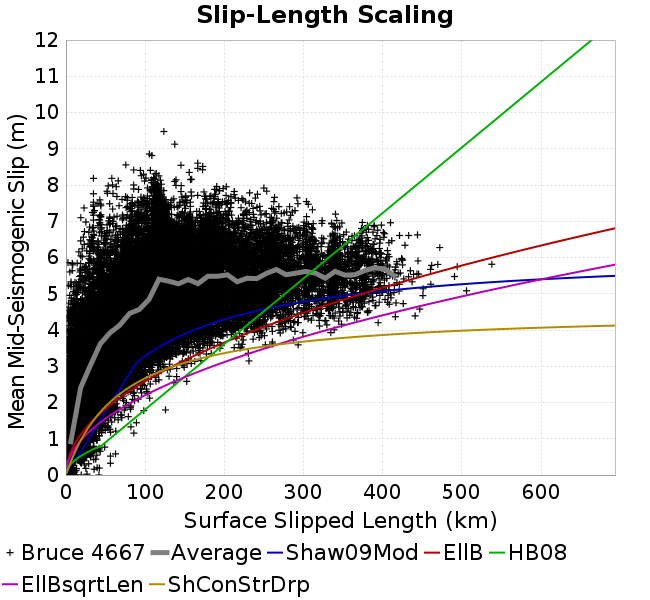 Slip-Length Scaling
Mean Mid-Seismogenic Slip (m)
12
11
10
9
8
7
6
5
4
3
2
1
0
0 100 200 300 400 500 600
Surface Slipped Length (km)
Bruce 4667 Average Shaw09Mod EllB HB08
EllBsqrtLen ShConStrDrp